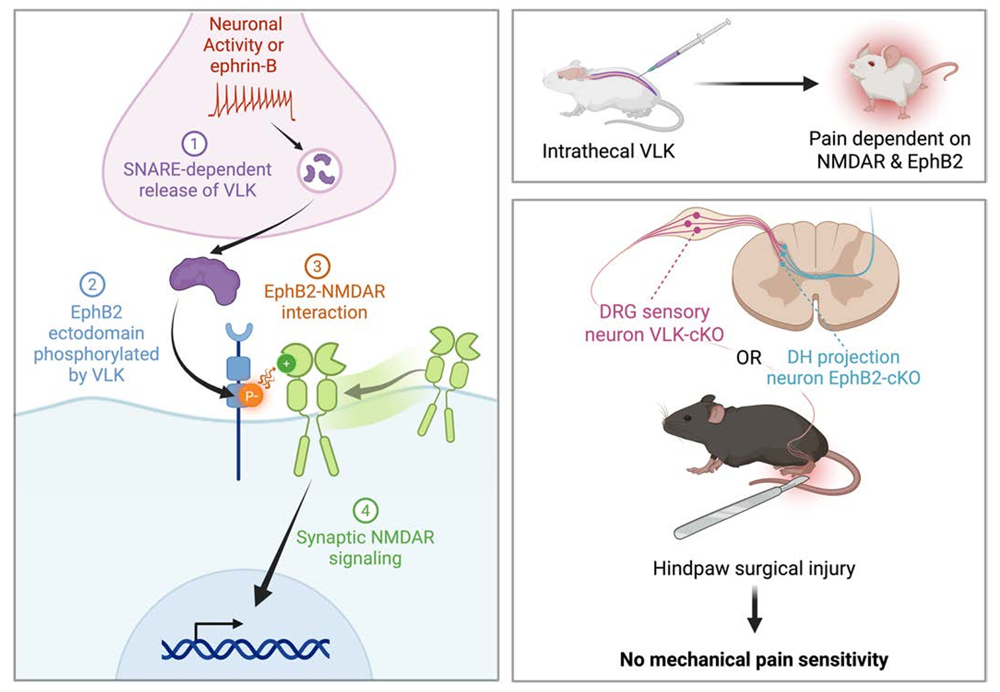 Neuronal
Activity or
ephrin-B
1
SNARE-dependent
release of VLK
2
EphB2
ectodomain
phosphorylated
by VLK
3
EphB2-NMDAR
interaction
+
P-
4
Synaptic NMDAR
signaling
Intrathecal VLK
Pain dependent on
NMDAR & EphB2
DRG sensory
neuron VLK-cKO
OR
DH projection
neuron EphB2-cKO
Hindpaw surgical injury
No mechanical pain sensitivity